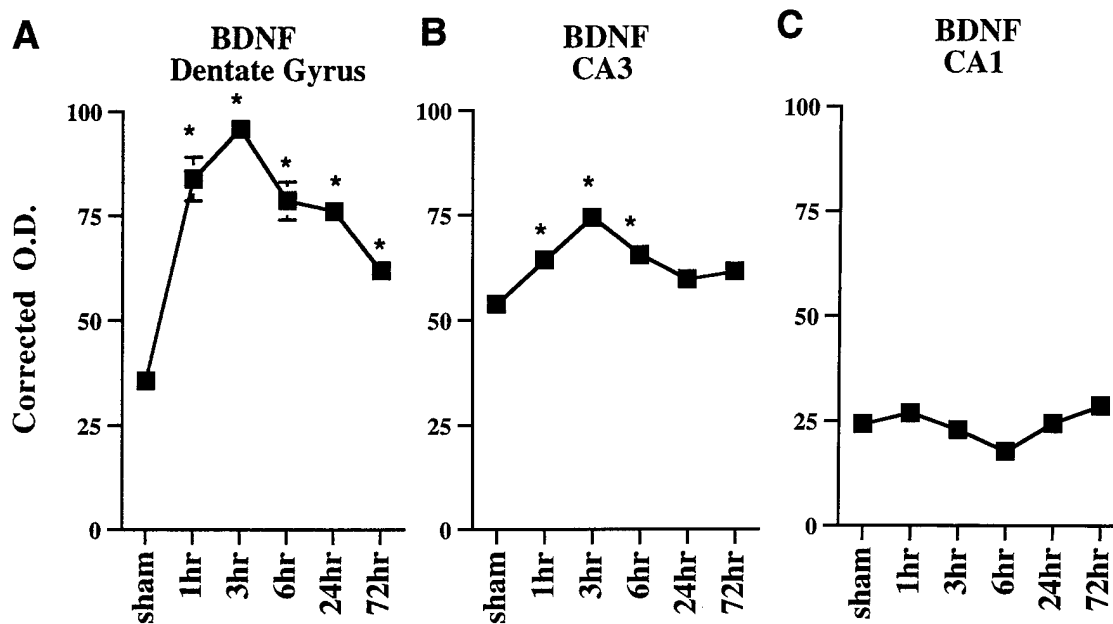 A
BDNF
Dentate Gyrus
B
BDNF
CA3
C
BDNF
CA1
Corrected O.D.
100
75
50
25
0
*
*
*
*
*
sham
1hr
3hr
6hr
24hr
72hr
100
75
50
25
0
*
*
*
sham
1hr
3hr
6hr
24hr
72hr
100
75
50
25
0
sham
1hr
3hr
6hr
24hr
72hr